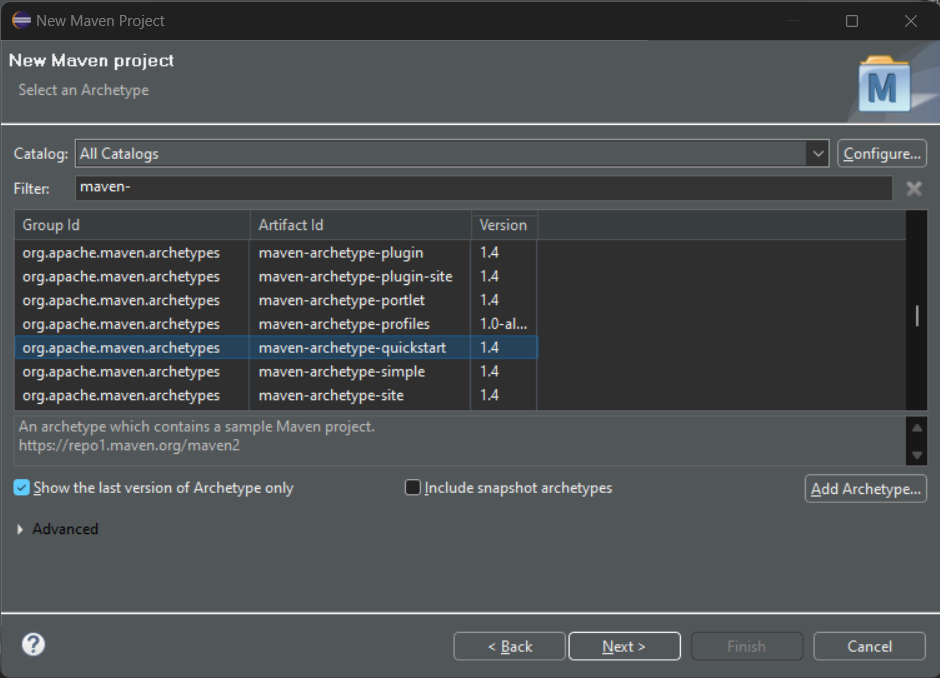 New Maven Project
New Maven project
Select an Archetype
M
Catalog: All Catalogs Configure...
Filter: maven-
Group Id Artifact Id Version
org.apache.maven.archetypes maven-archetype-plugin 1.4
org.apache.maven.archetypes maven-archetype-plugin-site 1.4
org.apache.maven.archetypes maven-archetype-portlet 1.4
org.apache.maven.archetypes maven-archetype-profiles 1.0-al...
org.apache.maven.archetypes maven-archetype-quickstart 1.4
org.apache.maven.archetypes maven-archetype-simple 1.4
org.apache.maven.archetypes maven-archetype-site 1.4
An archetype which contains a sample Maven project.
https://repo1.maven.org/maven2
Show the last version of Archetype only Include snapshot archetypes Add Archetype...
Advanced
? < Back Next > Finish Cancel